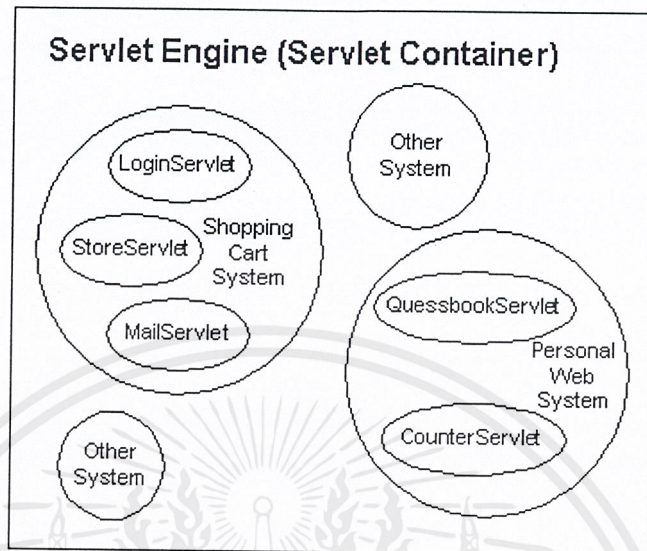 Servlet Engine (Servlet Container)
LoginServlet
StoreServlet
Shopping
Cart
System
MailServlet
Other
System
QuessbookServlet
Personal
Web
System
CounterServlet
Other
System